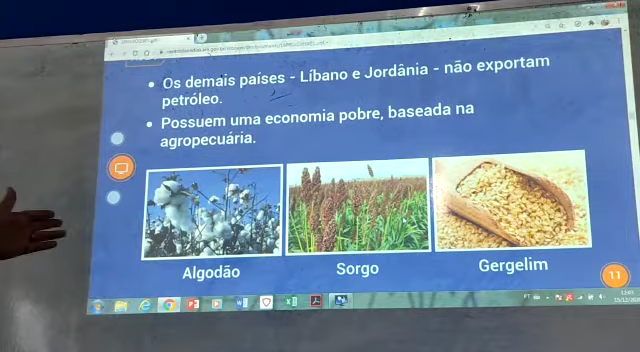 • Os demais países - Líbano e Jordânia - não exportam
petróleo.
• Possuem uma economia pobre, baseada na
agropecuária.
Algodão
Sorgo
Gergelim
11
PT